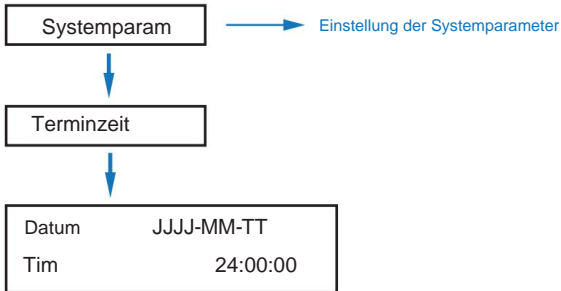 Systemparam
Einstellung der Systemparameter
Terminzeit
Datum JJJJ-MM-TT
Tim 24:00:00